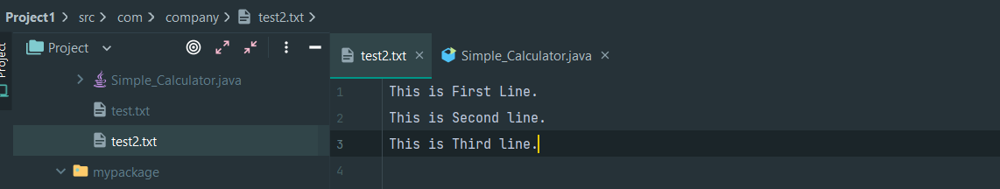 Project1 > src > com > company > test2.txt >
Project
Project
test2.txt ×
Simple_Calculator.java ×
Simple_Calculator.java
test.txt
test2.txt
mypackage
1 This is First Line.
2 This is Second line.
3 This is Third line.
4